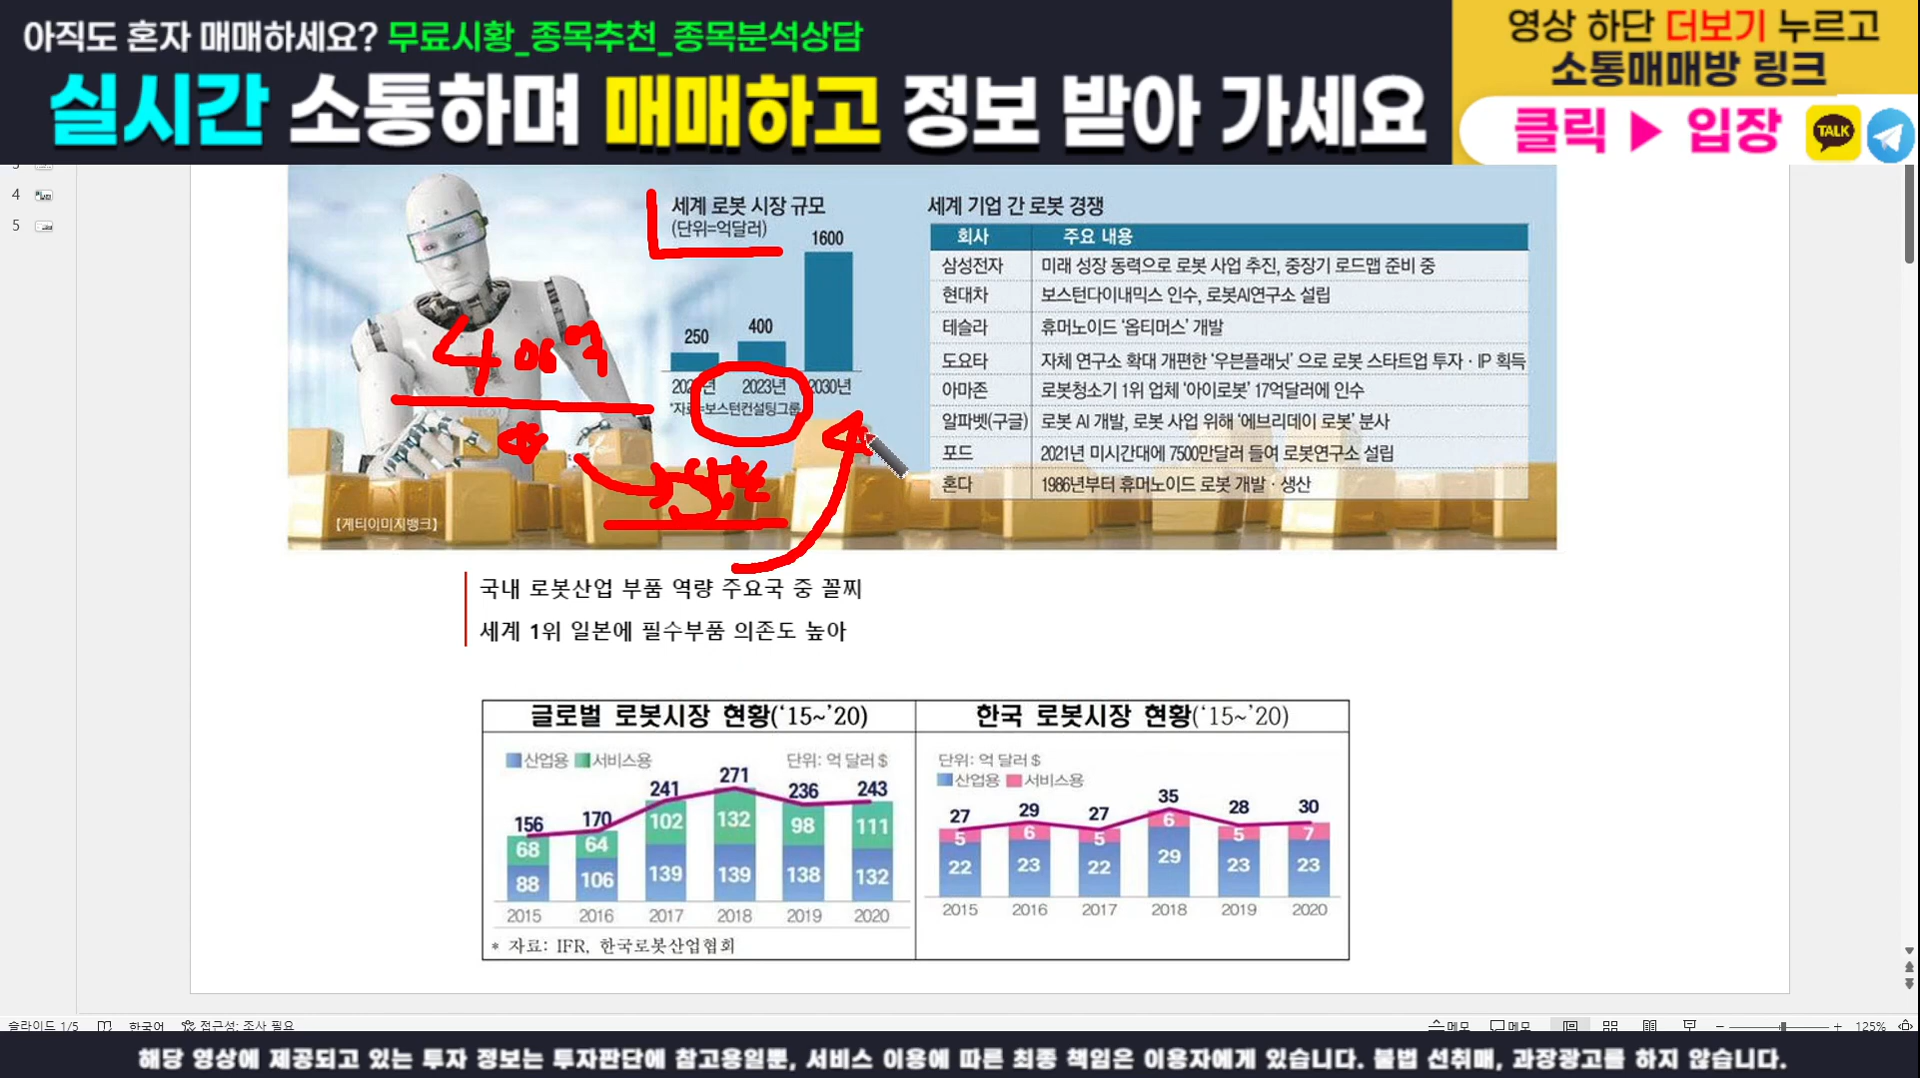 아직도 혼자 매매하세요? 무료시황_종목추천_종목분석상담
실시간 소통하며 매매하고 정보 받아 가세요
영상 하단 더보기 누르고
소통매매방 링크
클릭 ▶ 입장
TALK
4
5
세계 로봇 시장 규모
(단위=억달러)
250
400
1600
2023년
2030년
【게티이미지뱅크】
세계 기업 간 로봇 경쟁
회사 주요 내용
삼성전자 미래 성장 동력으로 로봇 사업 추진, 중장기 로드맵 준비 중
현대차 보스턴다이내믹스 인수, 로봇AI연구소 설립
테슬라 휴머노이드 '옵티머스' 개발
도요타 자체 연구소 확대 개편한 '우븐플래닛' 으로 로봇 스타트업 투자·IP 획득
아마존 로봇청소기 1위 업체 '아이로봇' 17억달러에 인수
알파벳(구글) 로봇 AI 개발, 로봇 사업 위해 '에브리데이 로봇' 분사
포드 2021년 미시간대에 7500만달러 들여 로봇연구소 설립
혼다 1986년부터 휴머노이드 로봇 개발·생산
국내 로봇산업 부품 역량 주요국 중 꼴찌
세계 1위 일본에 필수부품 의존도 높아
글로벌 로봇시장 현황('15~'20)
산업용 서비스용 단위: 억 달러 $
156 170 241 271 236 243
68 64 102 132 98 111
88 106 139 139 138 132
2015 2016 2017 2018 2019 2020
* 자료: IFR, 한국로봇산업협회
한국 로봇시장 현황('15~'20)
단위: 억 달러 $
산업용 서비스용
27 29 27 35 28 30
5 6 5 6 5 7
22 23 22 29 23 23
2015 2016 2017 2018 2019 2020
슬라이드 1/5 한국어 접근성: 조사 필요
메모 메모 125%
해당 영상에 제공되고 있는 투자 정보는 투자판단에 참고용일뿐, 서비스 이용에 따른 최종 책임은 이용자에게 있습니다. 불법 선취매, 과장광고를 하지 않습니다.